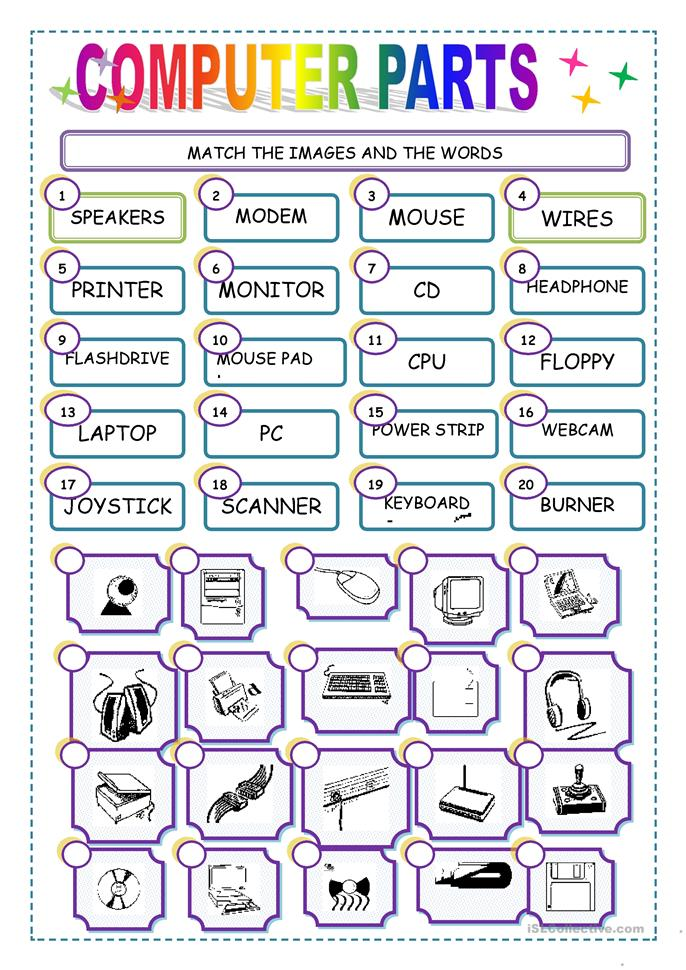 COMPUTER PARTS
MATCH THE IMAGES AND THE WORDS
1 2 3 4
SPEAKERS MODEM MOUSE WIRES
5 6 7 8
PRINTER MONITOR CD HEADPHONE
9 10 11 12
FLASHDRIVE MOUSE PAD CPU FLOPPY
.
13 14 15 16
LAPTOP PC POWER STRIP WEBCAM
17 18 19 20
JOYSTICK SCANNER KEYBOARD BURNER
iSLCollective.com